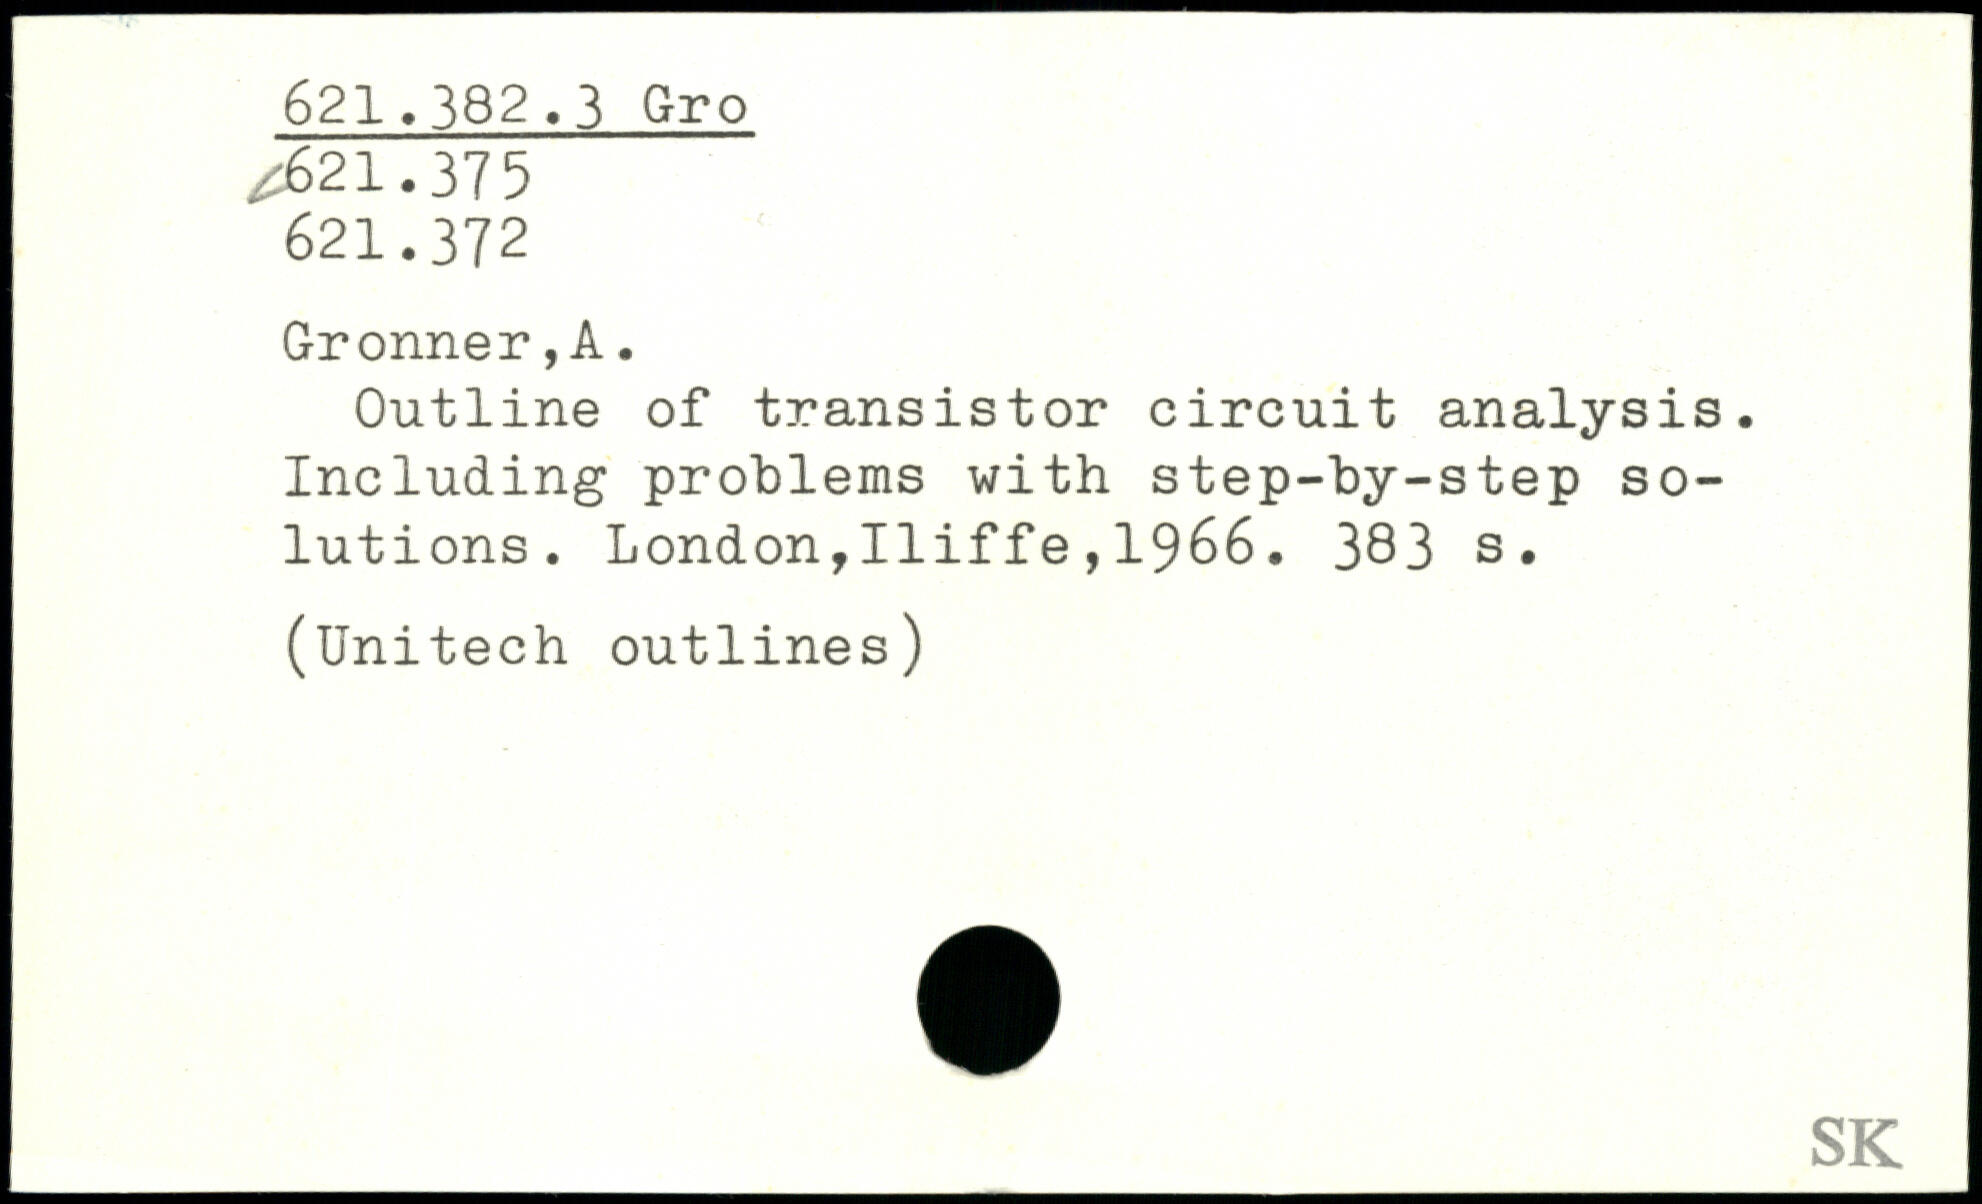 621.382.3 Gro
621.375
621.372
Gronner,A.
Outline of transistor circuit analysis.
Including problems with step-by-step so-
lutions. London,Iliffe,1966. 383 s.
(Unitech outlines)
SK